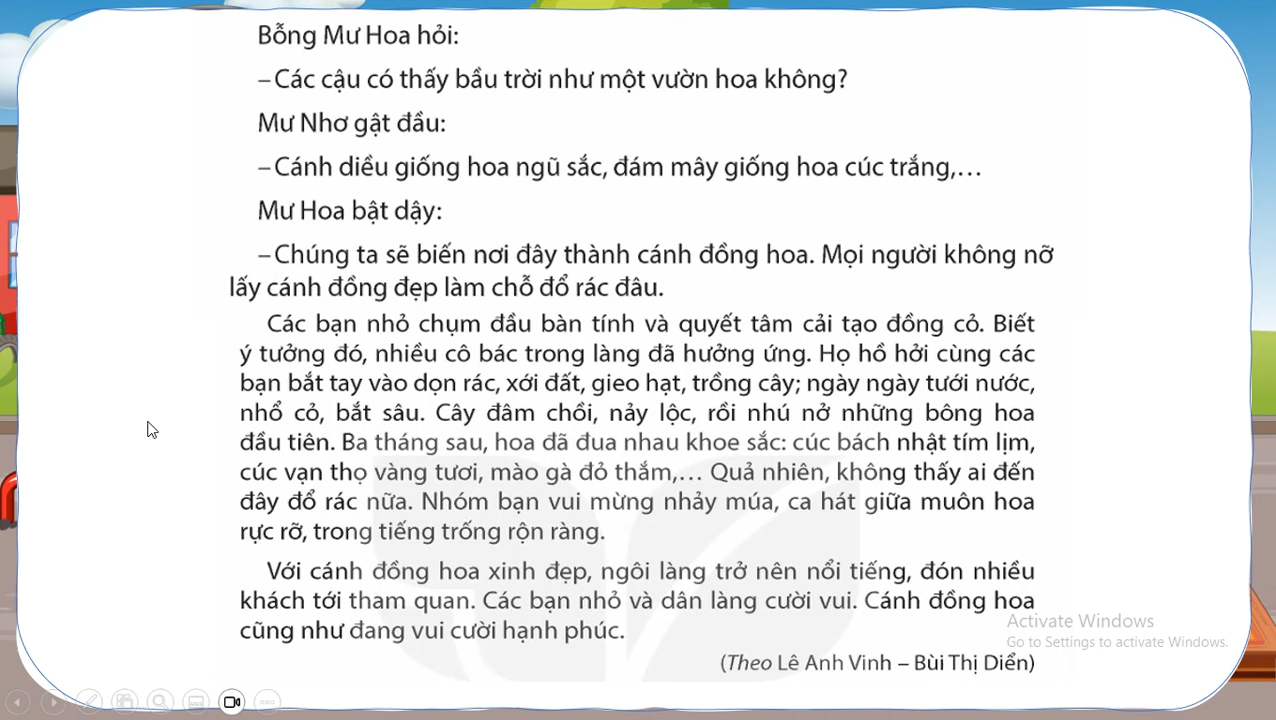 Bỗng Mư Hoa hỏi:
– Các cậu có thấy bầu trời như một vườn hoa không?
Mư Nhơ gật đầu:
– Cánh diều giống hoa ngũ sắc, đám mây giống hoa cúc trắng,…
Mư Hoa bật dậy:
– Chúng ta sẽ biến nơi đây thành cánh đồng hoa. Mọi người không nỡ
lấy cánh đồng đẹp làm chỗ đổ rác đâu.
Các bạn nhỏ chụm đầu bàn tính và quyết tâm cải tạo đồng cỏ. Biết
ý tưởng đó, nhiều cô bác trong làng đã hưởng ứng. Họ hồ hởi cùng các
bạn bắt tay vào dọn rác, xới đất, gieo hạt, trồng cây; ngày ngày tưới nước,
nhổ cỏ, bắt sâu. Cây đâm chồi, nảy lộc, rồi nhú nở những bông hoa
đầu tiên. Ba tháng sau, hoa đã đua nhau khoe sắc: cúc bách nhật tím lịm,
cúc vạn thọ vàng tươi, mào gà đỏ thắm,… Quả nhiên, không thấy ai đến
đây đổ rác nữa. Nhóm bạn vui mừng nhảy múa, ca hát giữa muôn hoa
rực rỡ, trong tiếng trống rộn ràng.
Với cánh đồng hoa xinh đẹp, ngôi làng trở nên nổi tiếng, đón nhiều
khách tới tham quan. Các bạn nhỏ và dân làng cười vui. Cánh đồng hoa
cũng như đang vui cười hạnh phúc.
(Theo Lê Anh Vinh – Bùi Thị Diển)
Activate Windows
Go to Settings to activate Windows.